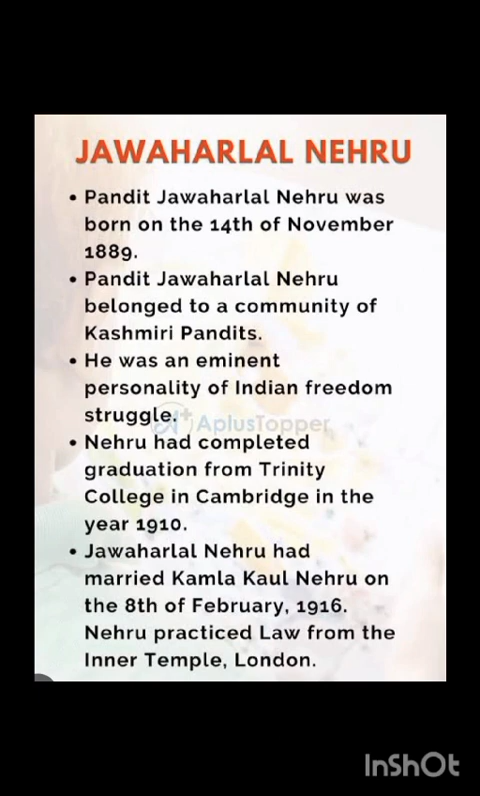 JAWAHARLAL NEHRU
• Pandit Jawaharlal Nehru was
born on the 14th of November
1889.
• Pandit Jawaharlal Nehru
belonged to a community of
Kashmiri Pandits.
• He was an eminent
personality of Indian freedom
struggle.
A+ AplusTopper
• Nehru had completed
graduation from Trinity
College in Cambridge in the
year 1910.
• Jawaharlal Nehru had
married Kamla Kaul Nehru on
the 8th of February, 1916.
Nehru practiced Law from the
Inner Temple, London.
InShOt